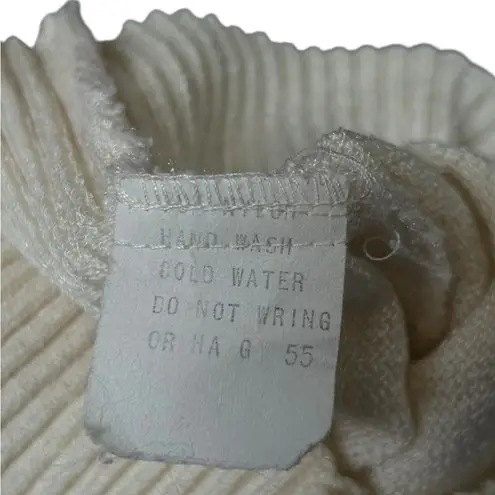 HAND WASH
COLD WATER
DO NOT WRING
OR HA G 55